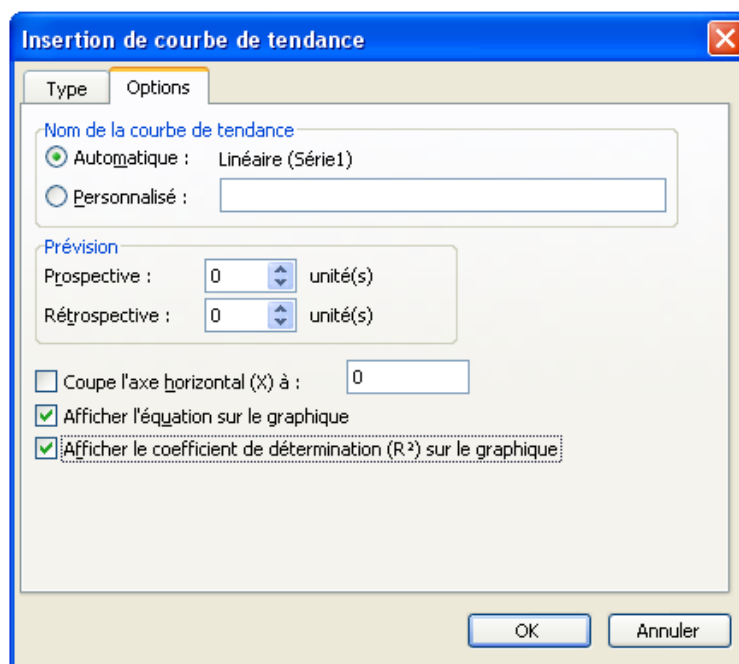 Insertion de courbe de tendance
Type Options
Nom de la courbe de tendance
Automatique : Linéaire (Série1)
Personnalisé :
Prévision
Prospective : 0 unité(s)
Rétrospective : 0 unité(s)
Coupe l'axe horizontal (X) à : 0
Afficher l'équation sur le graphique
Afficher le coefficient de détermination (R²) sur le graphique
OK Annuler